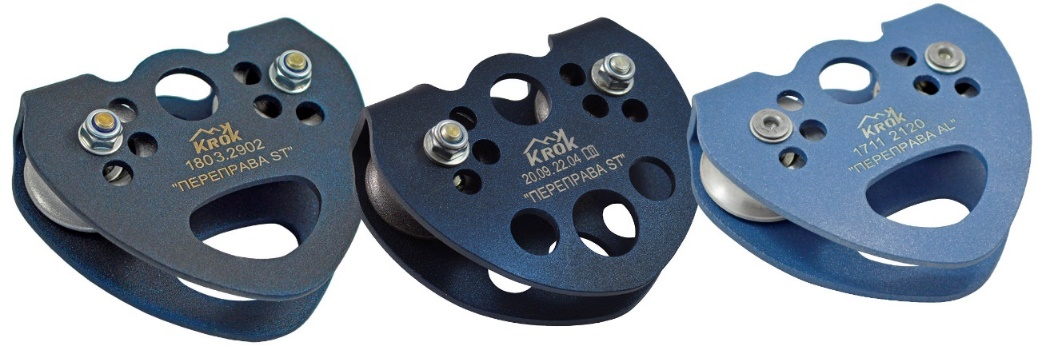 KROK
1803.2902
"ПЕРЕПРАВА ST"
KROK
20.09.22.04
"ПЕРЕПРАВА ST"
KROK
1711 2120
"ПЕРЕПРАВА AL"